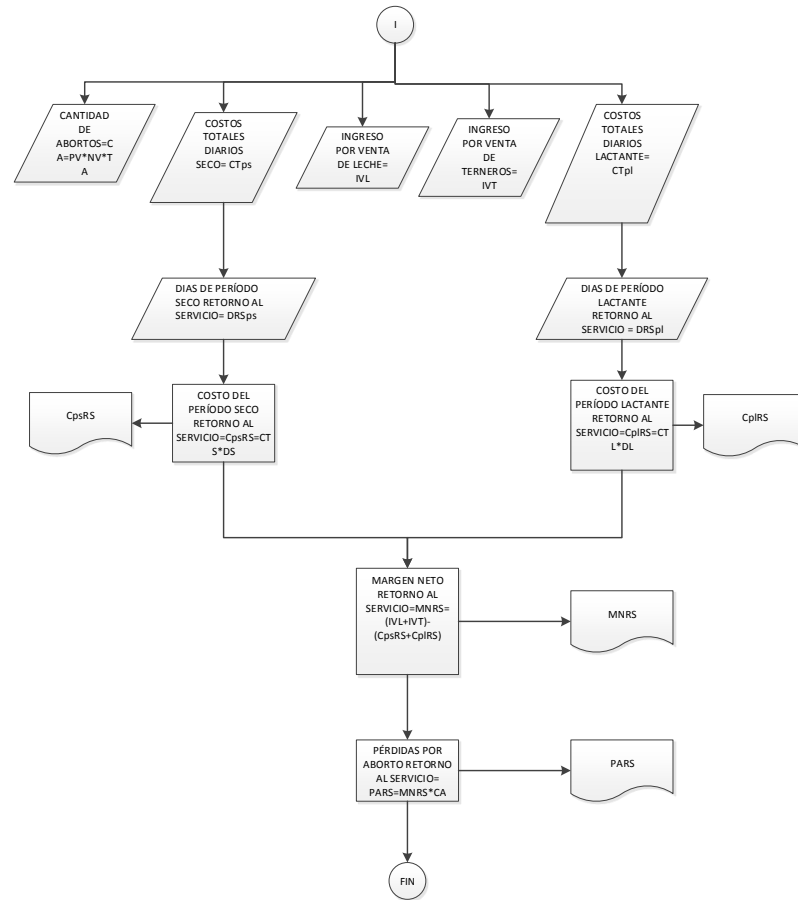 I
CANTIDAD
DE
ABORTOS=C
A=PV*NV*T
A
COSTOS
TOTALES
DIARIOS
SECO= CTps
INGRESO
POR VENTA
DE LECHE=
IVL
INGRESO
POR VENTA
DE
TERNEROS=
IVT
COSTOS
TOTALES
DIARIOS
LACTANTE=
CTpl
DIAS DE PERÍODO
SECO RETORNO AL
SERVICIO= DRSps
DIAS DE PERÍODO
LACTANTE
RETORNO AL
SERVICIO = DRSpl
CpsRS
COSTO DEL
PERÍODO SECO
RETORNO AL
SERVICIO=CpsRS=CT
S*DS
COSTO DEL
PERÍODO LACTANTE
RETORNO AL
SERVICIO=CplRS=CT
L*DL
CplRS
MARGEN NETO
RETORNO AL
SERVICIO=MNRS=
(IVL+IVT)-
(CpsRS+CplRS)
MNRS
PÉRDIDAS POR
ABORTO RETORNO
AL SERVICIO=
PARS=MNRS*CA
PARS
FIN